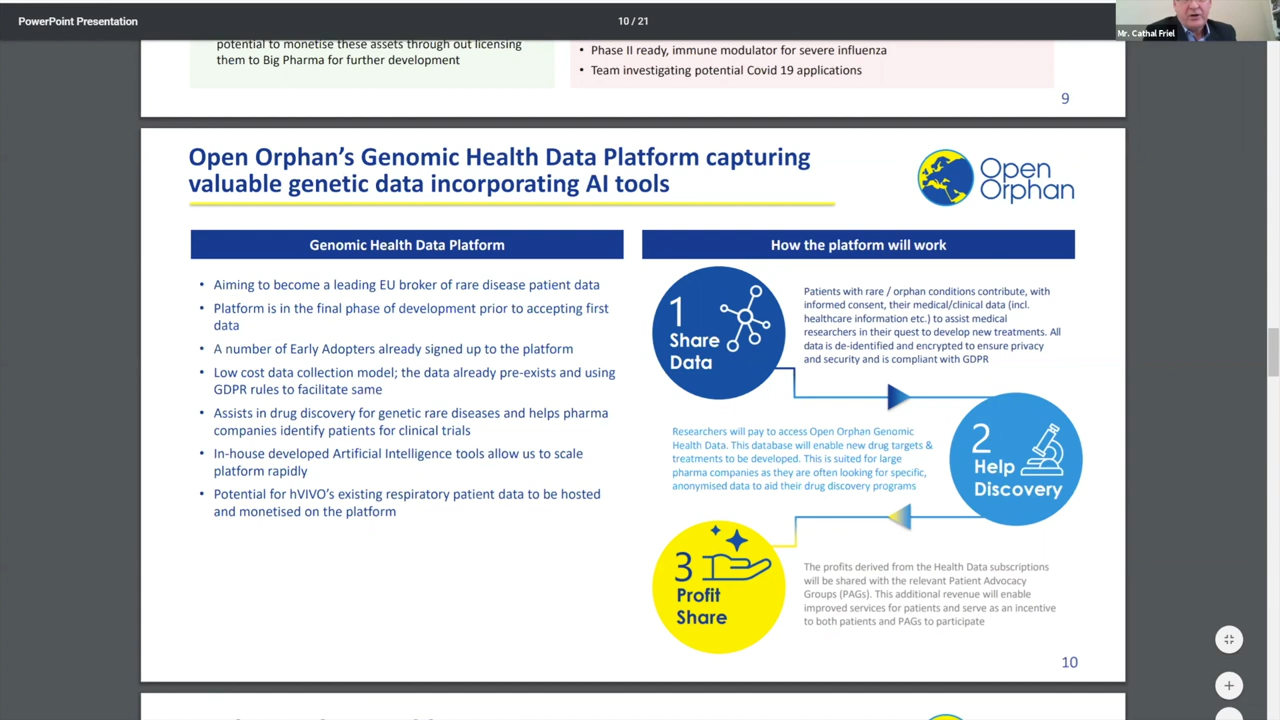 PowerPoint Presentation
10 / 21
Mr. Cathal Friel
potential to monetise these assets through out licensing
them to Big Pharma for further development
• Phase II ready, immune modulator for severe influenza
• Team investigating potential Covid 19 applications
9
Open Orphan's Genomic Health Data Platform capturing
valuable genetic data incorporating AI tools
Open
Orphan
Genomic Health Data Platform
• Aiming to become a leading EU broker of rare disease patient data
• Platform is in the final phase of development prior to accepting first
data
• A number of Early Adopters already signed up to the platform
• Low cost data collection model; the data already pre-exists and using
GDPR rules to facilitate same
• Assists in drug discovery for genetic rare diseases and helps pharma
companies identify patients for clinical trials
• In-house developed Artificial Intelligence tools allow us to scale
platform rapidly
• Potential for hVIVO's existing respiratory patient data to be hosted
and monetised on the platform
How the platform will work
1
Share
Data
Patients with rare / orphan conditions contribute, with
informed consent, their medical/clinical data (incl.
healthcare information etc.) to assist medical
researchers in their quest to develop new treatments. All
data is de-identified and encrypted to ensure privacy
and security and is compliant with GDPR
Researchers will pay to access Open Orphan Genomic
Health Data. This database will enable new drug targets &
treatments to be developed. This is suited for large
pharma companies as they are often looking for specific,
anonymised data to aid their drug discovery programs
2
Help
Discovery
3
Profit
Share
The profits derived from the Health Data subscriptions
will be shared with the relevant Patient Advocacy
Groups (PAGs). This additional revenue will enable
improved services for patients and serve as an incentive
to both patients and PAGs to participate
10